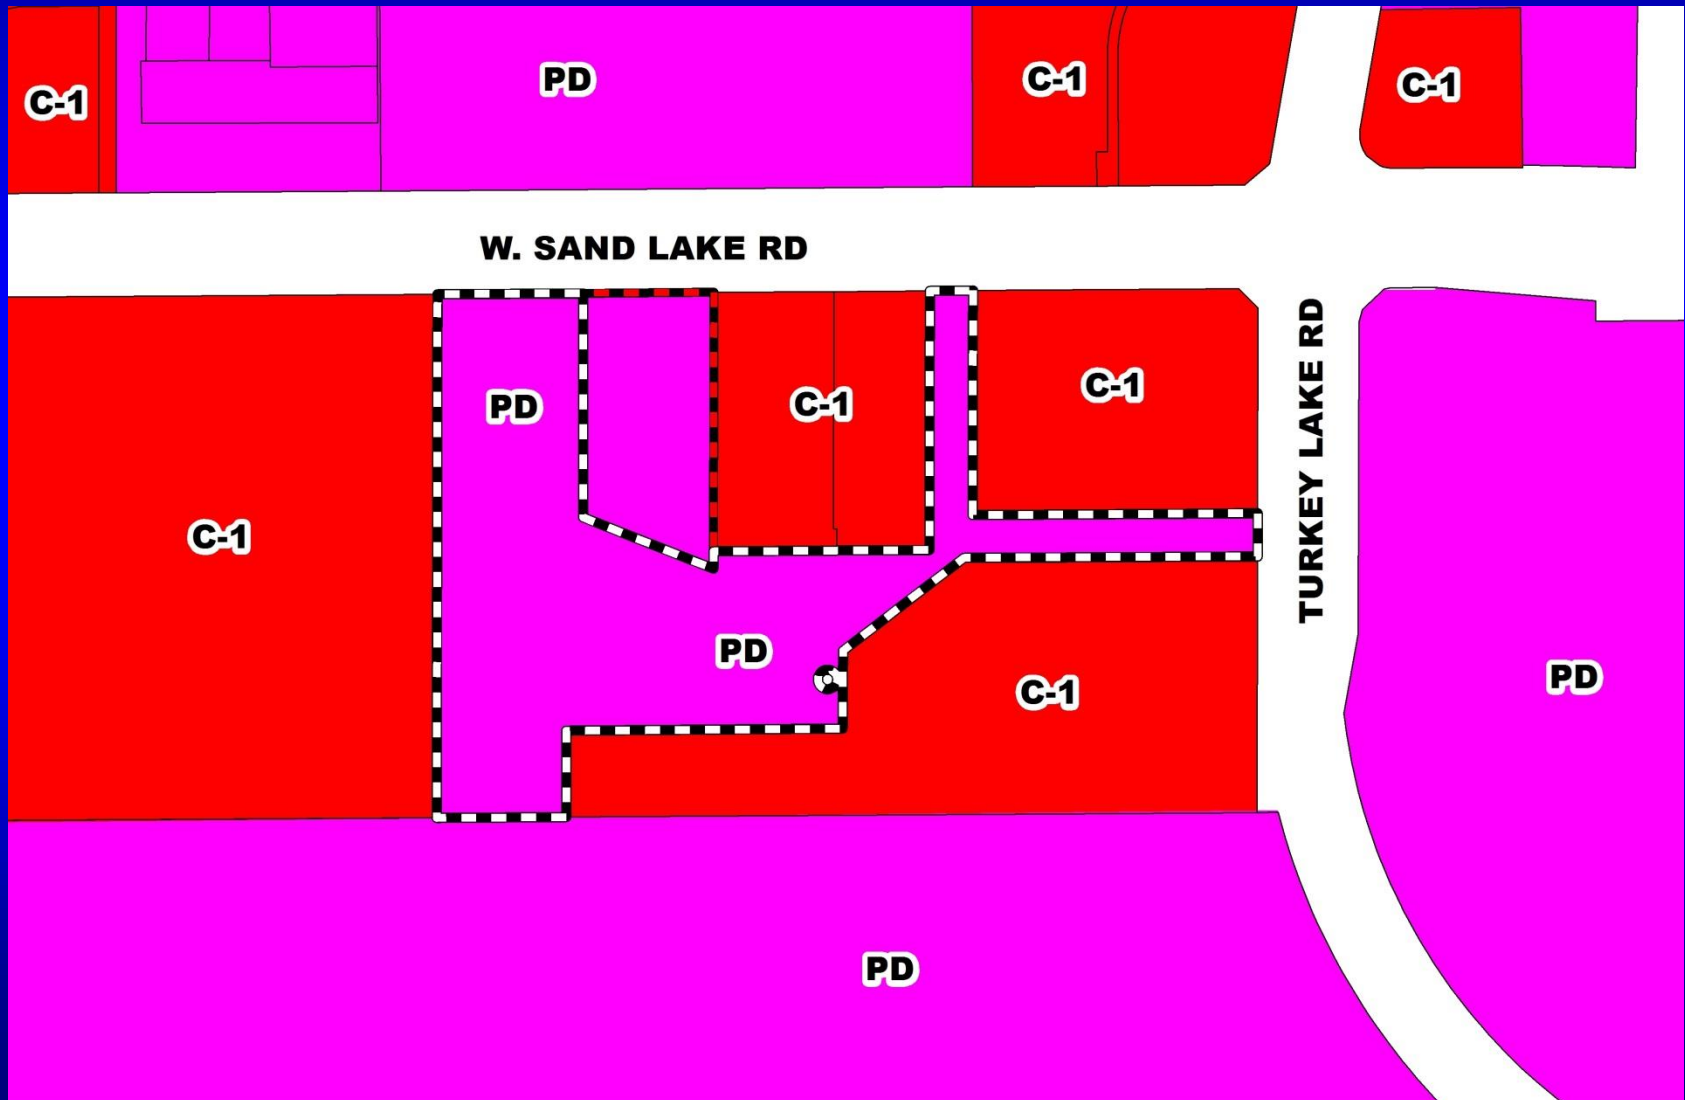 PD
C-1
C-1
C-1
W. SAND LAKE RD
TURKEY LAKE RD
C-1
PD
C-1
C-1
PD
PD
C-1
PD